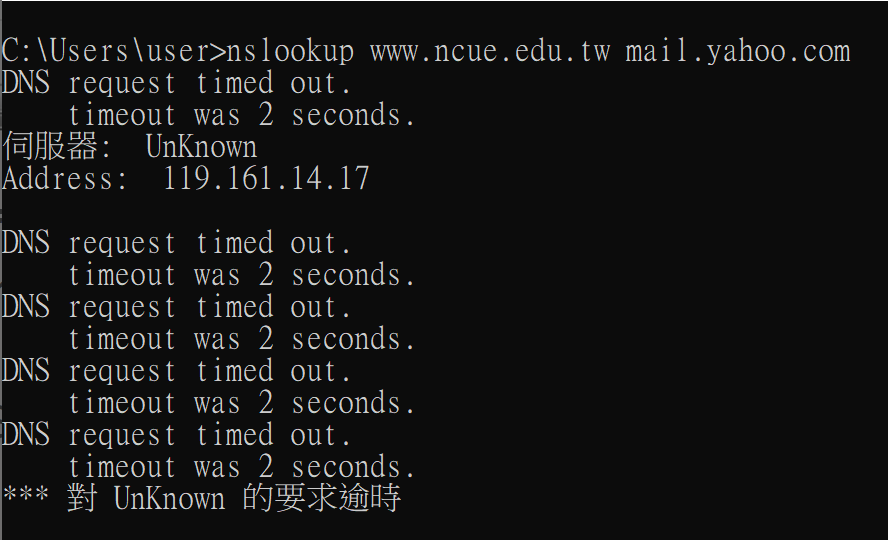 C:\Users\user>nslookup www.ncue.edu.tw mail.yahoo.com
DNS request timed out.
    timeout was 2 seconds.
伺服器:  UnKnown
Address:  119.161.14.17

DNS request timed out.
    timeout was 2 seconds.
DNS request timed out.
    timeout was 2 seconds.
DNS request timed out.
    timeout was 2 seconds.
DNS request timed out.
    timeout was 2 seconds.
*** 對 UnKnown 的要求逾時